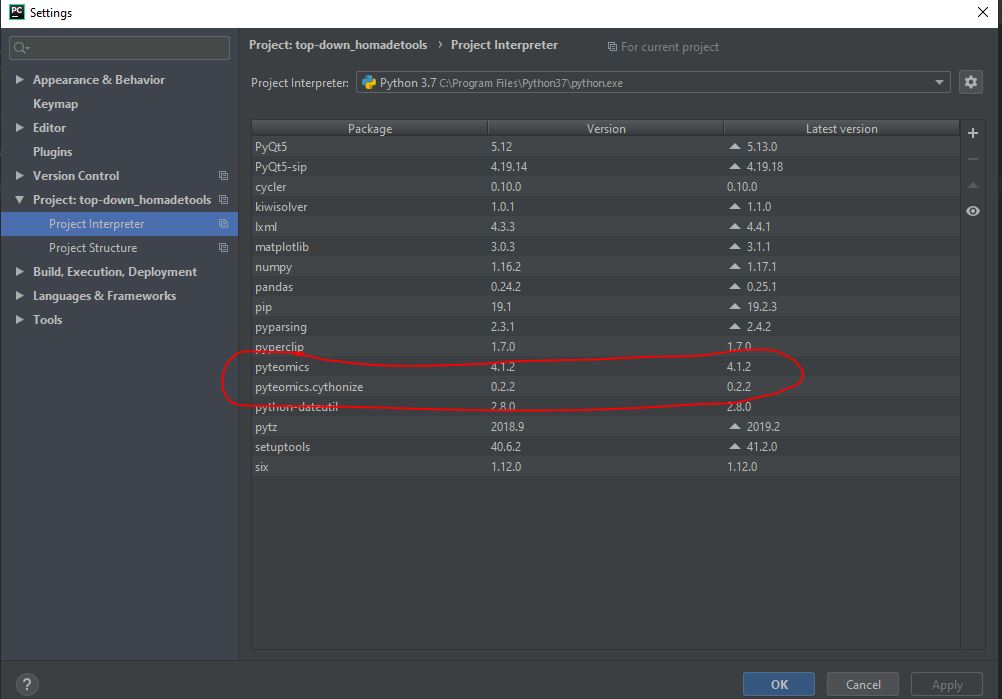 PC Settings
Project: top-down_homadetools › Project Interpreter For current project
Project Interpreter: Python 3.7 C:\Program Files\Python37\python.exe
Appearance & Behavior
Keymap
Editor
Plugins
Version Control
Project: top-down_homadetools
Project Interpreter
Project Structure
Build, Execution, Deployment
Languages & Frameworks
Tools
Package Version Latest version
PyQt5 5.12 5.13.0
PyQt5-sip 4.19.14 4.19.18
cycler 0.10.0 0.10.0
kiwisolver 1.0.1 1.1.0
lxml 4.3.3 4.4.1
matplotlib 3.0.3 3.1.1
numpy 1.16.2 1.17.1
pandas 0.24.2 0.25.1
pip 19.1 19.2.3
pyparsing 2.3.1 2.4.2
pyperclip 1.7.0 1.7.0
pyteomics 4.1.2 4.1.2
pyteomics.cythonize 0.2.2 0.2.2
python-dateutil 2.8.0 2.8.0
pytz 2018.9 2019.2
setuptools 40.6.2 41.2.0
six 1.12.0 1.12.0
? OK Cancel Apply